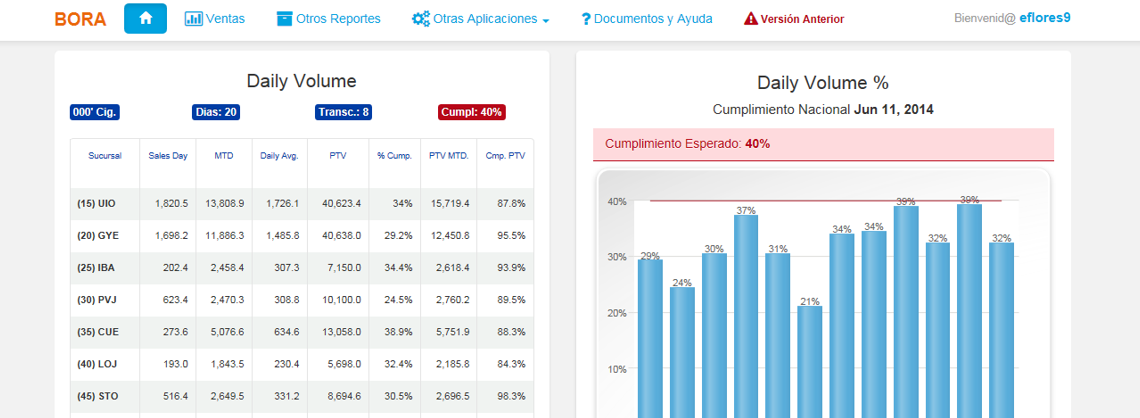 BORA Ventas Otros Reportes Otras Aplicaciones ? Documentos y Ayuda Versión Anterior Bienvenid@ eflores9
Daily Volume
000' Cig. Dias: 20 Transc.: 8 Cumpl: 40%
Sucursal Sales Day MTD Daily Avg. PTV % Cump. PTV MTD. Cmp. PTV
(15) UIO 1,820.5 13,808.9 1,726.1 40,623.4 34% 15,719.4 87.8%
(20) GYE 1,698.2 11,886.3 1,485.8 40,638.0 29.2% 12,450.8 95.5%
(25) IBA 202.4 2,458.4 307.3 7,150.0 34.4% 2,618.4 93.9%
(30) PVJ 623.4 2,470.3 308.8 10,100.0 24.5% 2,760.2 89.5%
(35) CUE 273.6 5,076.6 634.6 13,058.0 38.9% 5,751.9 88.3%
(40) LOJ 193.0 1,843.5 230.4 5,698.0 32.4% 2,185.8 84.3%
(45) STO 516.4 2,649.5 331.2 8,694.6 30.5% 2,696.5 98.3%
Daily Volume %
Cumplimiento Nacional Jun 11, 2014
Cumplimiento Esperado: 40%
40%
30%
20%
10%
29% 24% 30% 37% 31% 21% 34% 34% 39% 32% 39% 32%